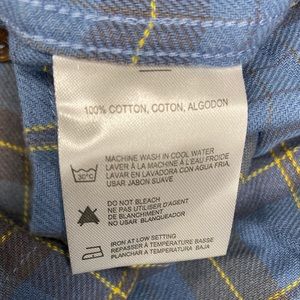 100% COTTON, COTON, ALGODON
MACHINE WASH IN COOL WATER
LAVER À LA MACHINE À L'EAU FROIDE
LAVAR EN LAVADORA CON AGUA FRIA
USAR JABON SUAVE
30°C
DO NOT BLEACH
NE PAS UTILISER D'AGENT
DE BLANCHIMENT
NO USAR BLANQUEADOR
IRON AT LOW SETTING
REPASSER À TEMPÉRATURE BASSE
PLANCHAR A TEMPERATURA BAJA